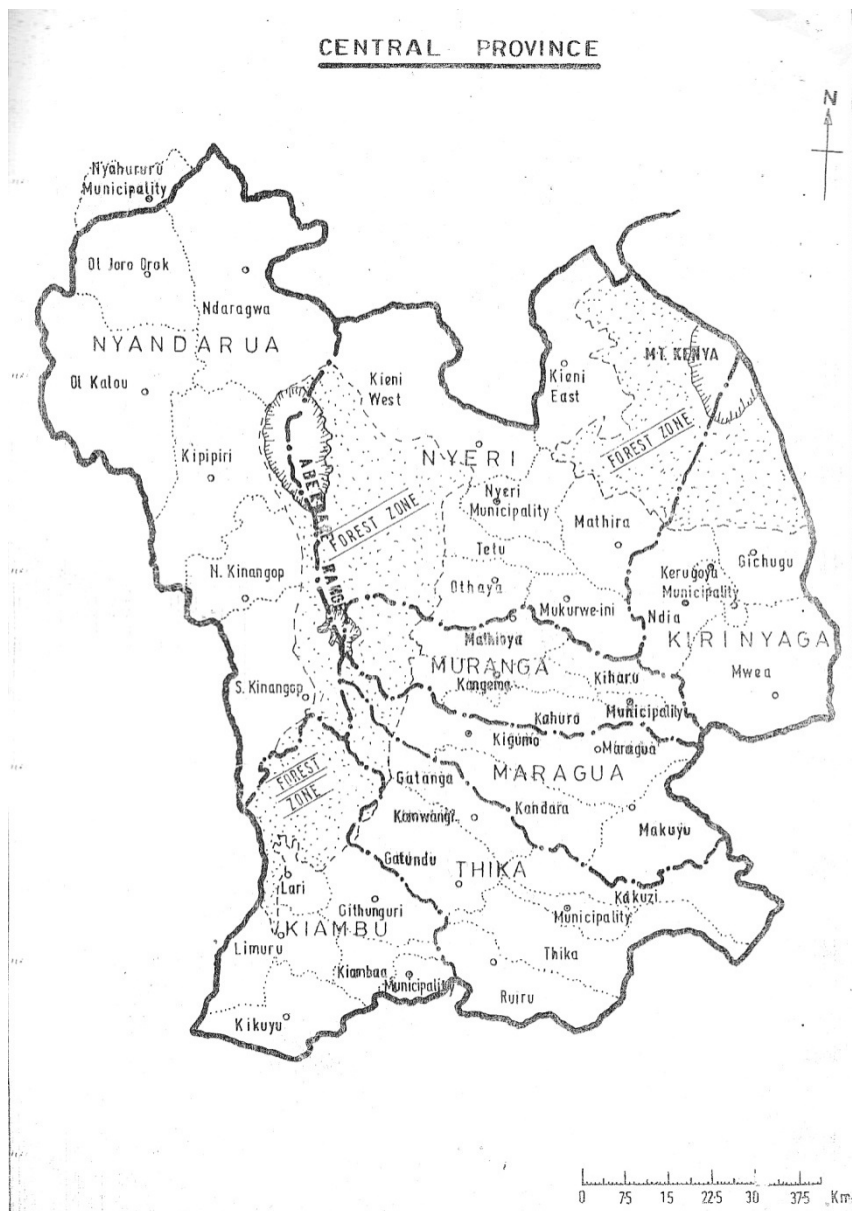 CENTRAL PROVINCE
N
Nyahururu
Municipality
Ol Joro Orok
Ndaragwa
NYANDARUA
Ol Kalou
Kieni
West
Kieni
East
MT. KENYA
FOREST ZONE
Kipipiri
NYERI
Nyeri
Municipality
Mathira
FOREST ZONE
RANGE
Tetu
N. Kinangop
Othaya
Mukurwe-ini
Kerugoya
Municipality
Gichugu
Ndia
KIRINYAGA
Mwea
Mathioya
MURANGA
Kangema
Kiharu
S. Kinangop
Kahuro
Municipality
Kigumo
Maragua
MARAGUA
FOREST
ZONE
Gatanga
Kandara
Makuyu
Gatundu
THIKA
Kakuzi
Lari
Githunguri
Municipality
KIAMBU
Limuru
Thika
Kiambaa
Municipality
Ruiru
Kikuyu
0 7.5 15 22.5 30 37.5 Km